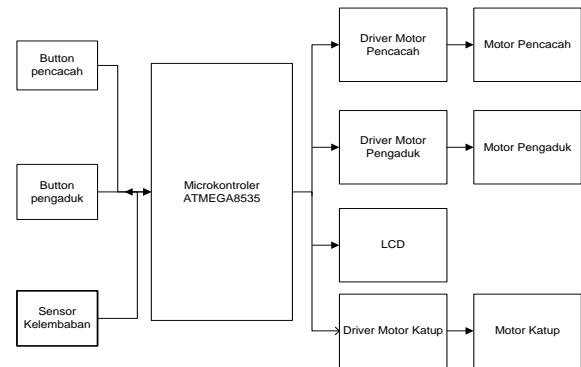 Button
pencacah
Button
pengaduk
Sensor
Kelembaban
Microkontroler
ATMEGA8535
Driver Motor
Pencacah
Motor Pencacah
Driver Motor
Pengaduk
Motor Pengaduk
LCD
Driver Motor Katup
Motor Katup